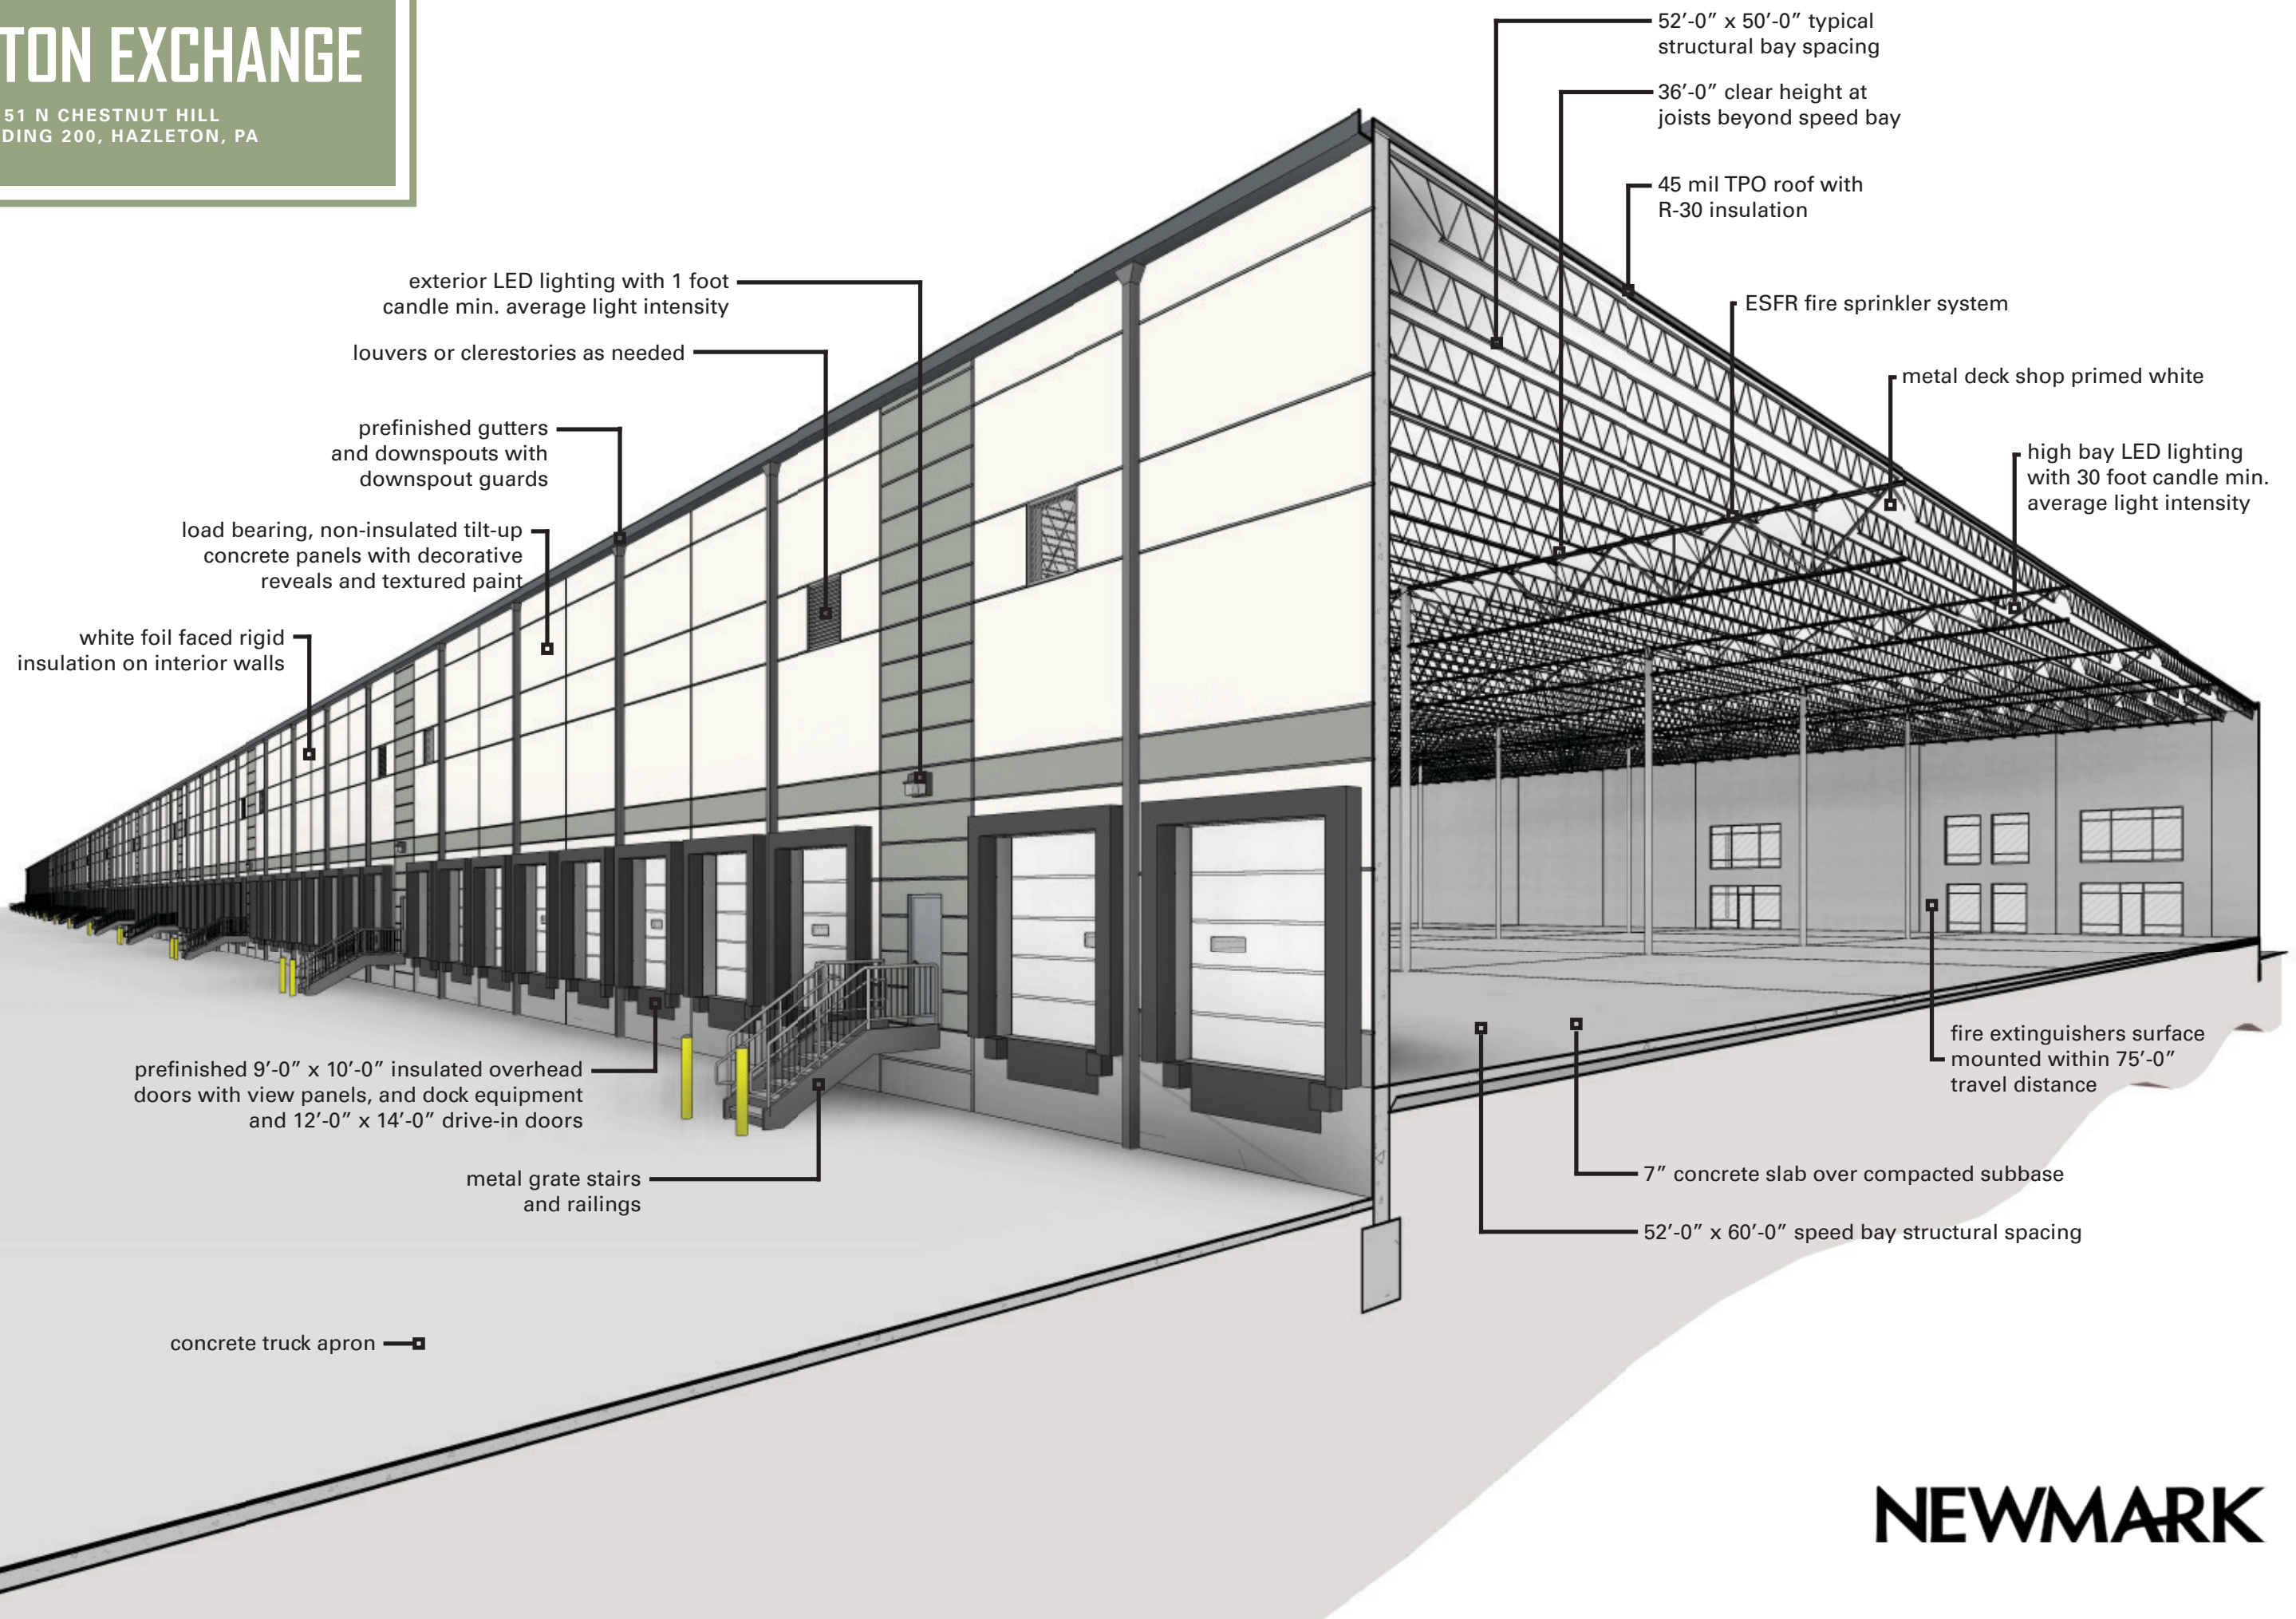 TON EXCHANGE
51 N CHESTNUT HILL
DING 200, HAZLETON, PA
52′-0″ x 50′-0″ typical
structural bay spacing
36′-0″ clear height at
joists beyond speed bay
45 mil TPO roof with
R-30 insulation
ESFR fire sprinkler system
metal deck shop primed white
high bay LED lighting
with 30 foot candle min.
average light intensity
exterior LED lighting with 1 foot
candle min. average light intensity
louvers or clerestories as needed
prefinished gutters
and downspouts with
downspout guards
load bearing, non-insulated tilt-up
concrete panels with decorative
reveals and textured paint
white foil faced rigid
insulation on interior walls
prefinished 9′-0″ x 10′-0″ insulated overhead
doors with view panels, and dock equipment
and 12′-0″ x 14′-0″ drive-in doors
metal grate stairs
and railings
concrete truck apron
fire extinguishers surface
mounted within 75′-0″
travel distance
7″ concrete slab over compacted subbase
52′-0″ x 60′-0″ speed bay structural spacing
NEWMARK